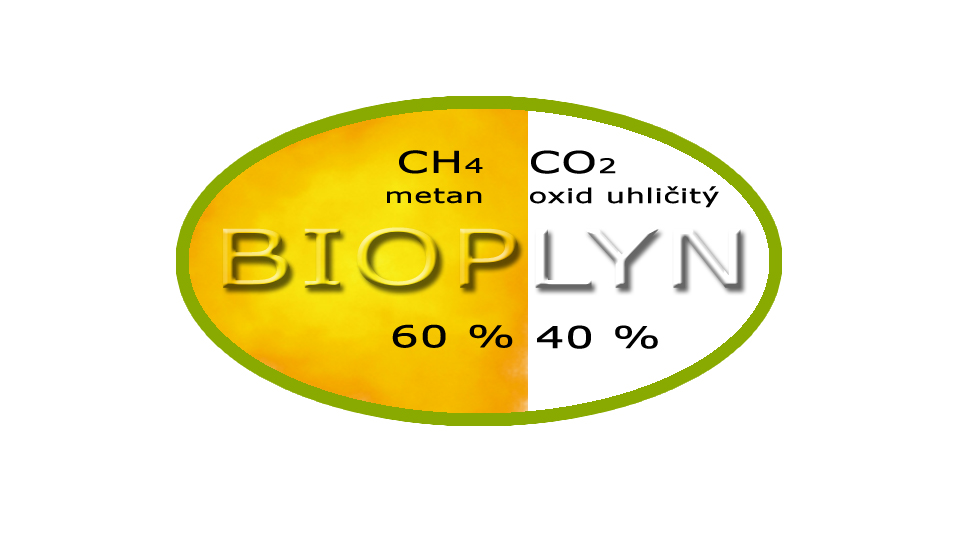 CH4 CO2
metan oxid uhličitý
BIOPLYN
60 % 40 %